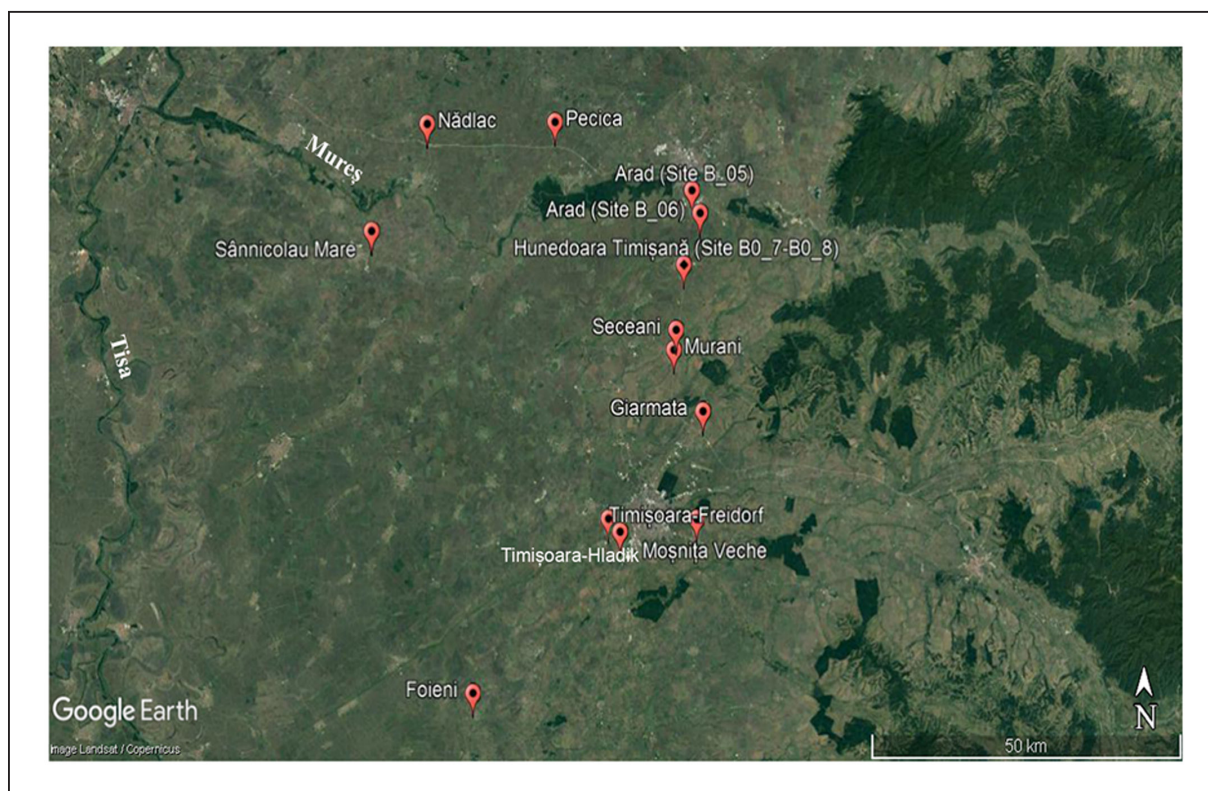 Nădlac
Pecica
Mureș
Arad (Site B_05)
Arad (Site B_06)
Sânnicolau Mare
Hunedoara Timișană (Site B0_7-B0_8)
Seceani
Tisa
Murani
Giarmata
Timișoara-Freidorf
Timișoara-Hladik
Moșnița Veche
Foieni
N
Google Earth
Image Landsat / Copernicus
50 km